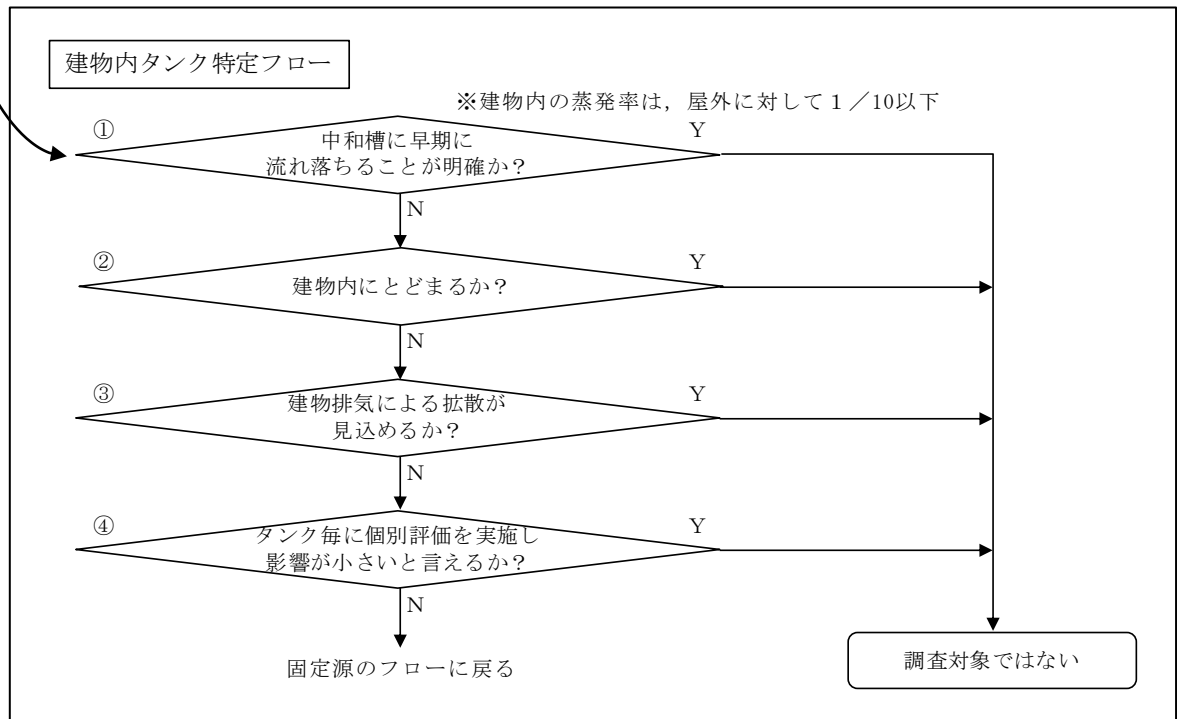 建物内タンク特定フロー
※建物内の蒸発率は，屋外に対して１／10以下
①
中和槽に早期に
流れ落ちることが明確か？
Ｙ
Ｎ
②
建物内にとどまるか？
Ｙ
Ｎ
③
建物排気による拡散が
見込めるか？
Ｙ
Ｎ
④
タンク毎に個別評価を実施し
影響が小さいと言えるか？
Ｙ
Ｎ
固定源のフローに戻る
調査対象ではない